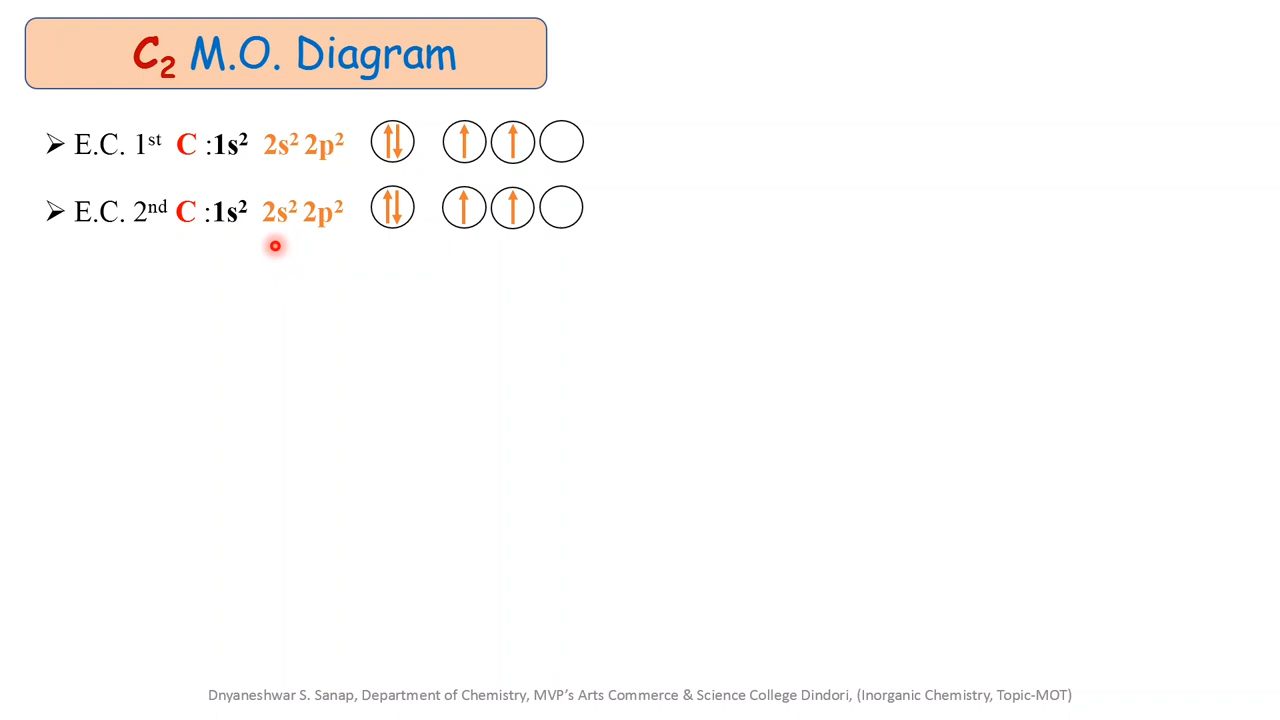 C₂ M.O. Diagram
➢ E.C. 1ˢᵗ C :1s² 2s² 2p²
➢ E.C. 2ⁿᵈ C :1s² 2s² 2p²
Dnyaneshwar S. Sanap, Department of Chemistry, MVP's Arts Commerce & Science College Dindori, (Inorganic Chemistry, Topic-MOT)